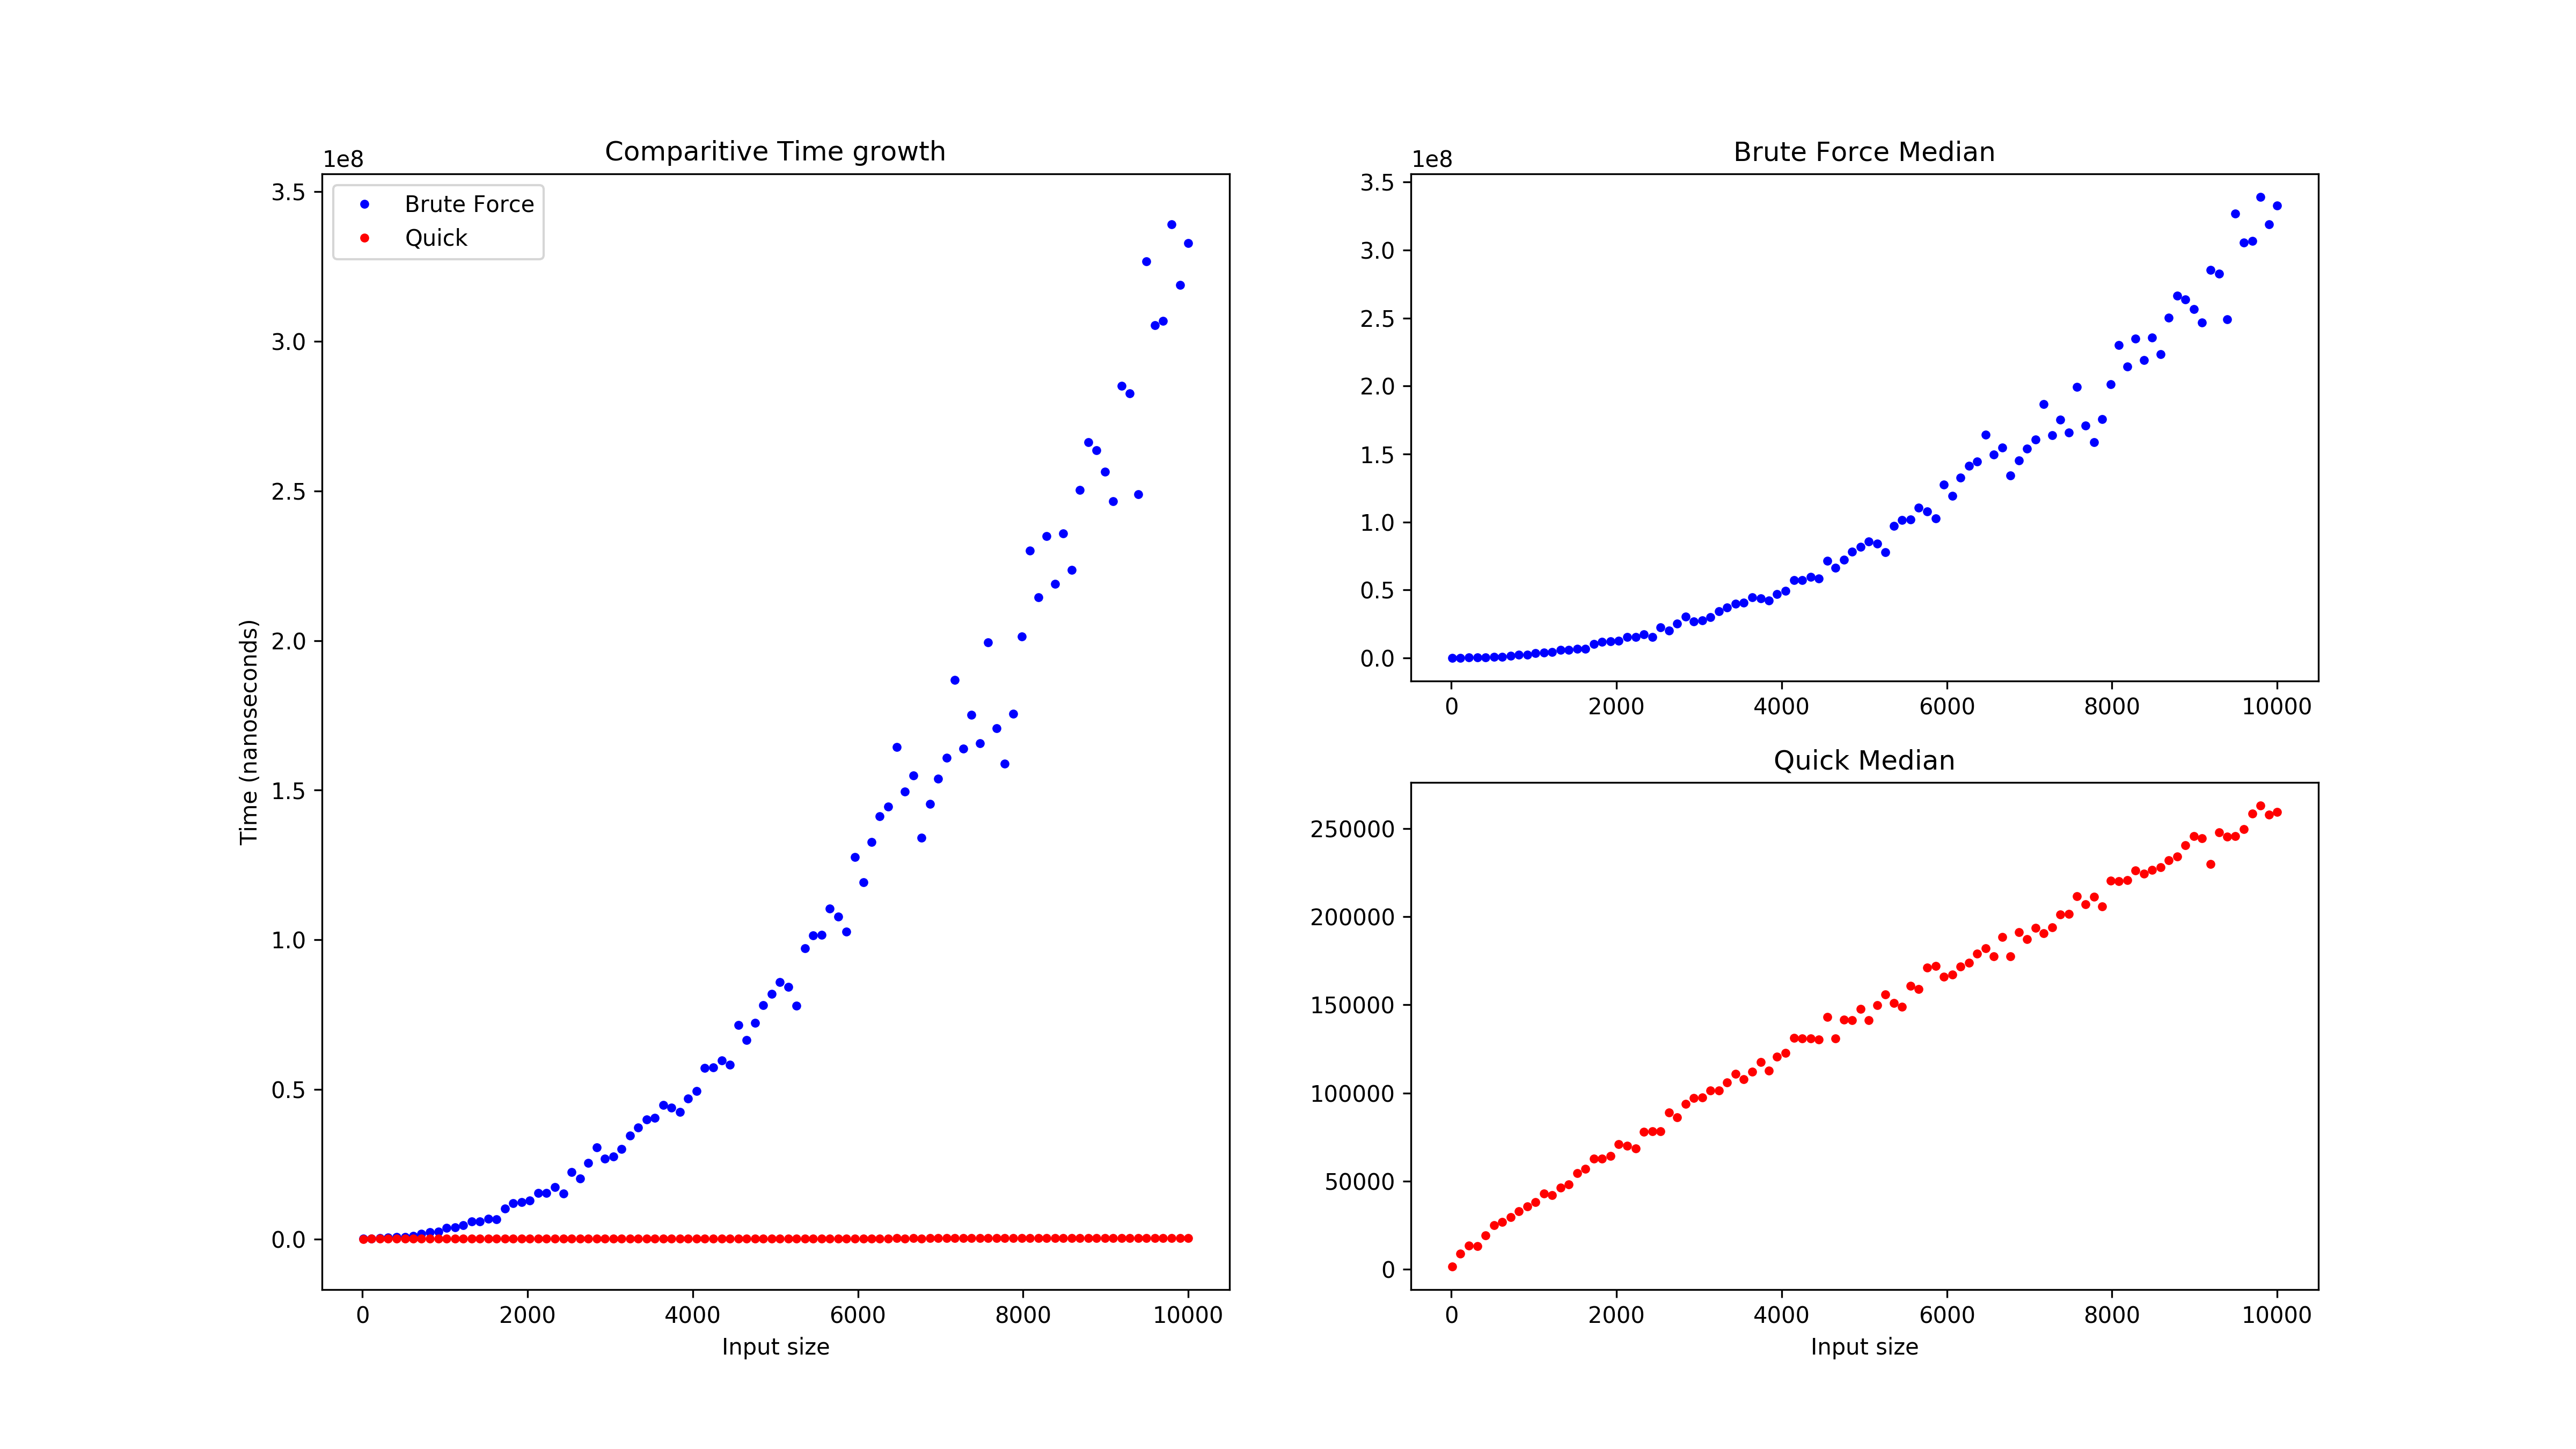 Comparitive Time growth
1e8
3.5
3.0
2.5
2.0
1.5
1.0
0.5
0.0
Time (nanoseconds)
Brute Force
Quick
0 2000 4000 6000 8000 10000
Input size
Brute Force Median
1e8
3.5
3.0
2.5
2.0
1.5
1.0
0.5
0.0
0 2000 4000 6000 8000 10000
Quick Median
250000
200000
150000
100000
50000
0
0 2000 4000 6000 8000 10000
Input size